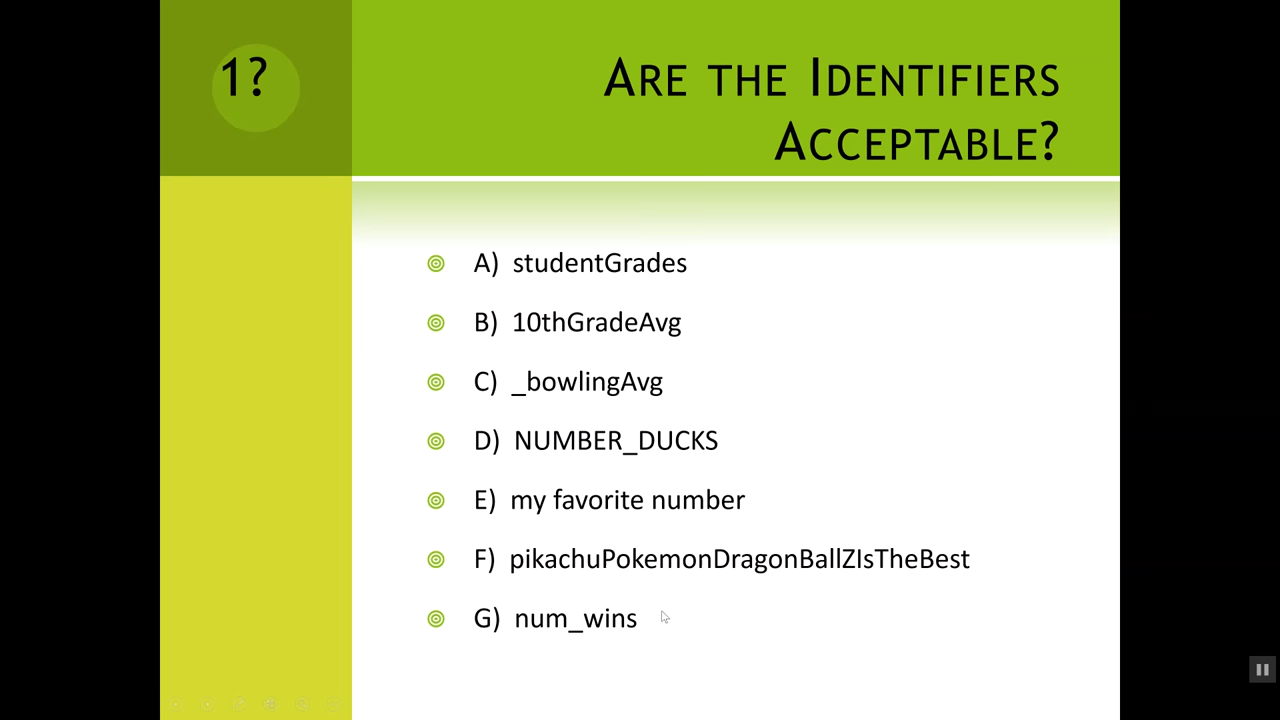 1?
Are the Identifiers
Acceptable?
A) studentGrades
B) 10thGradeAvg
C) _bowlingAvg
D) NUMBER_DUCKS
E) my favorite number
F) pikachuPokemonDragonBallZIsTheBest
G) num_wins